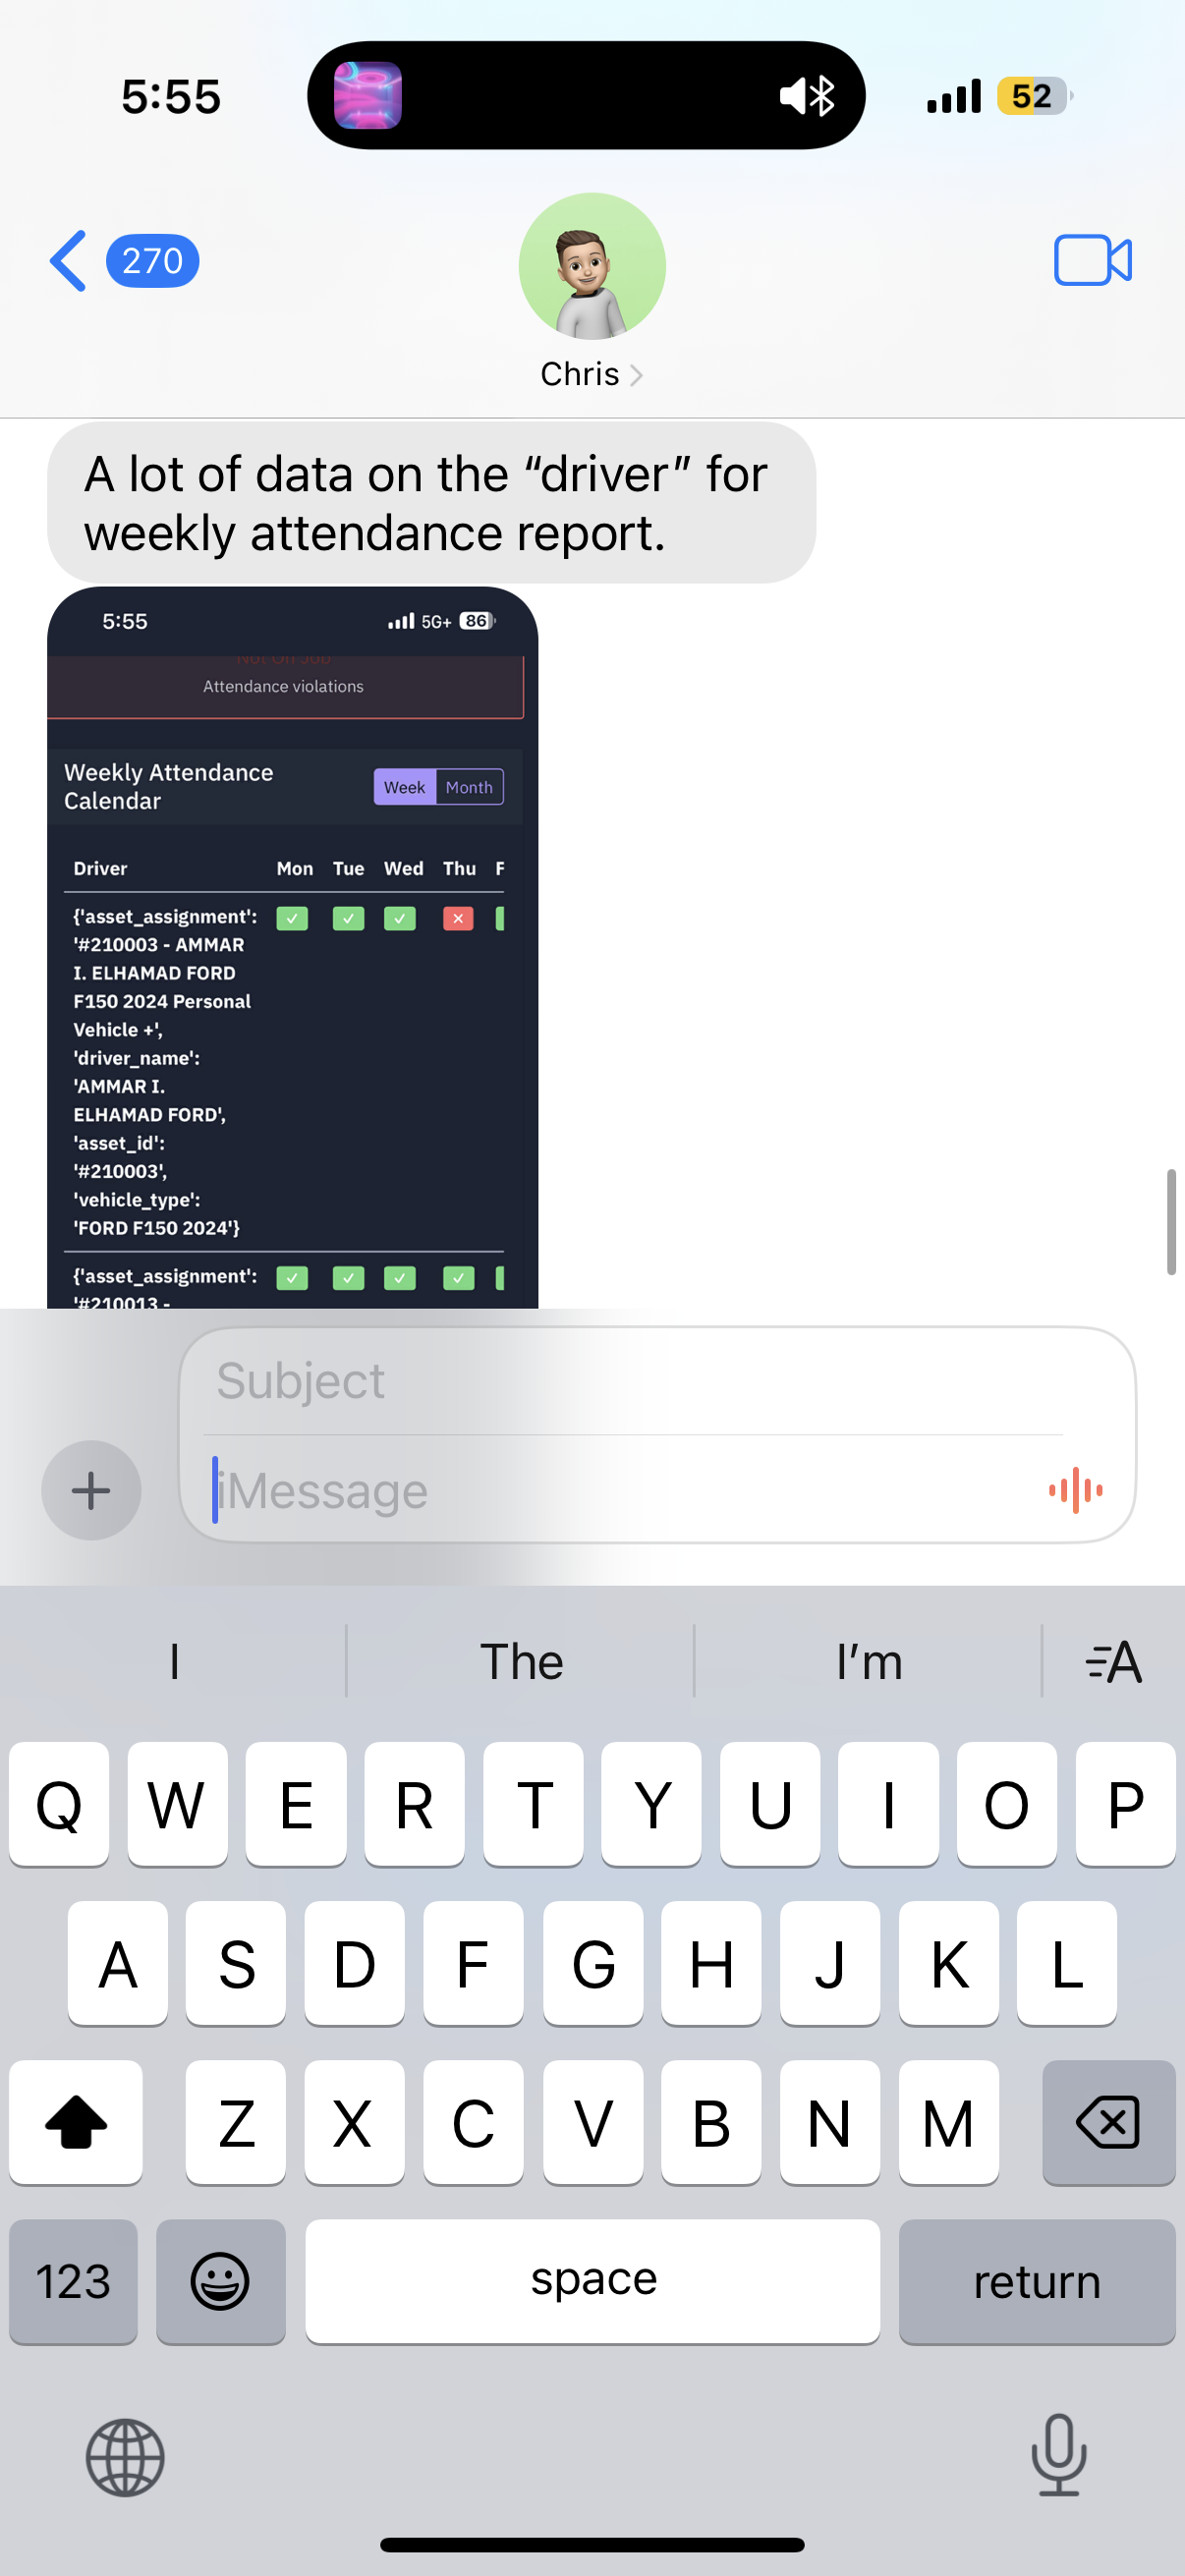 5:55
52
270
Chris
A lot of data on the “driver” for
weekly attendance report.
5:55
5G+ 86
Not On Job
Attendance violations
Weekly Attendance
Calendar
Week Month
Driver Mon Tue Wed Thu F
{'asset_assignment':
'#210003 - AMMAR
I. ELHAMAD FORD
F150 2024 Personal
Vehicle +',
'driver_name':
'AMMAR I.
ELHAMAD FORD',
'asset_id':
'#210003',
'vehicle_type':
'FORD F150 2024'}
{'asset_assignment':
'#210013 -
Subject
iMessage
I The I’m A
Q W E R T Y U I O P
A S D F G H J K L
Z X C V B N M
123 space return